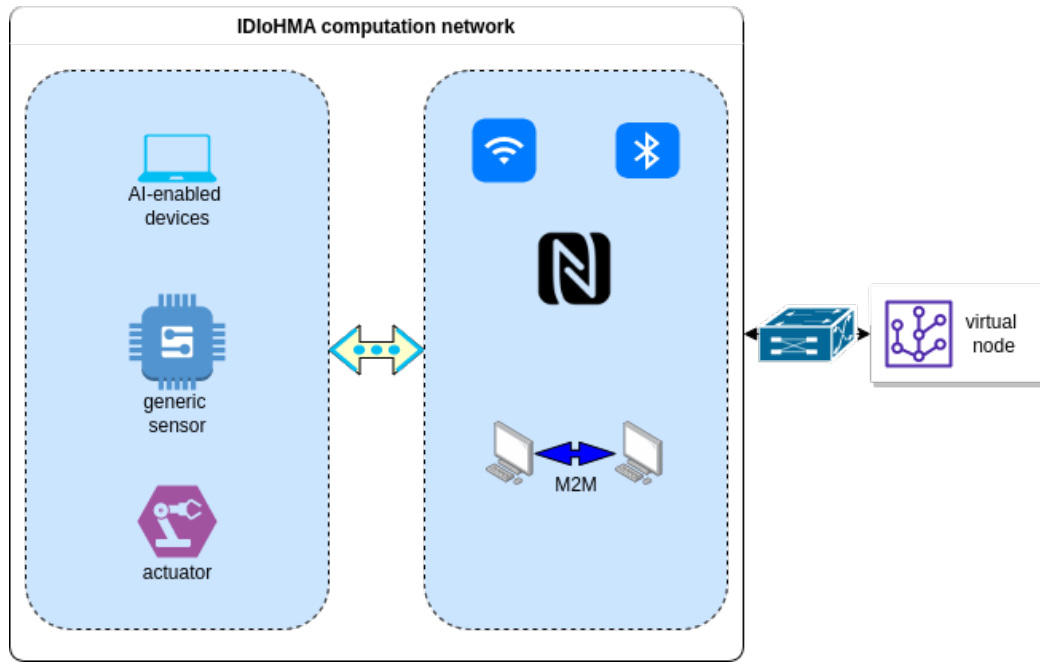 IDIoHMA computation network
AI-enabled
devices
generic
sensor
actuator
M2M
virtual
node